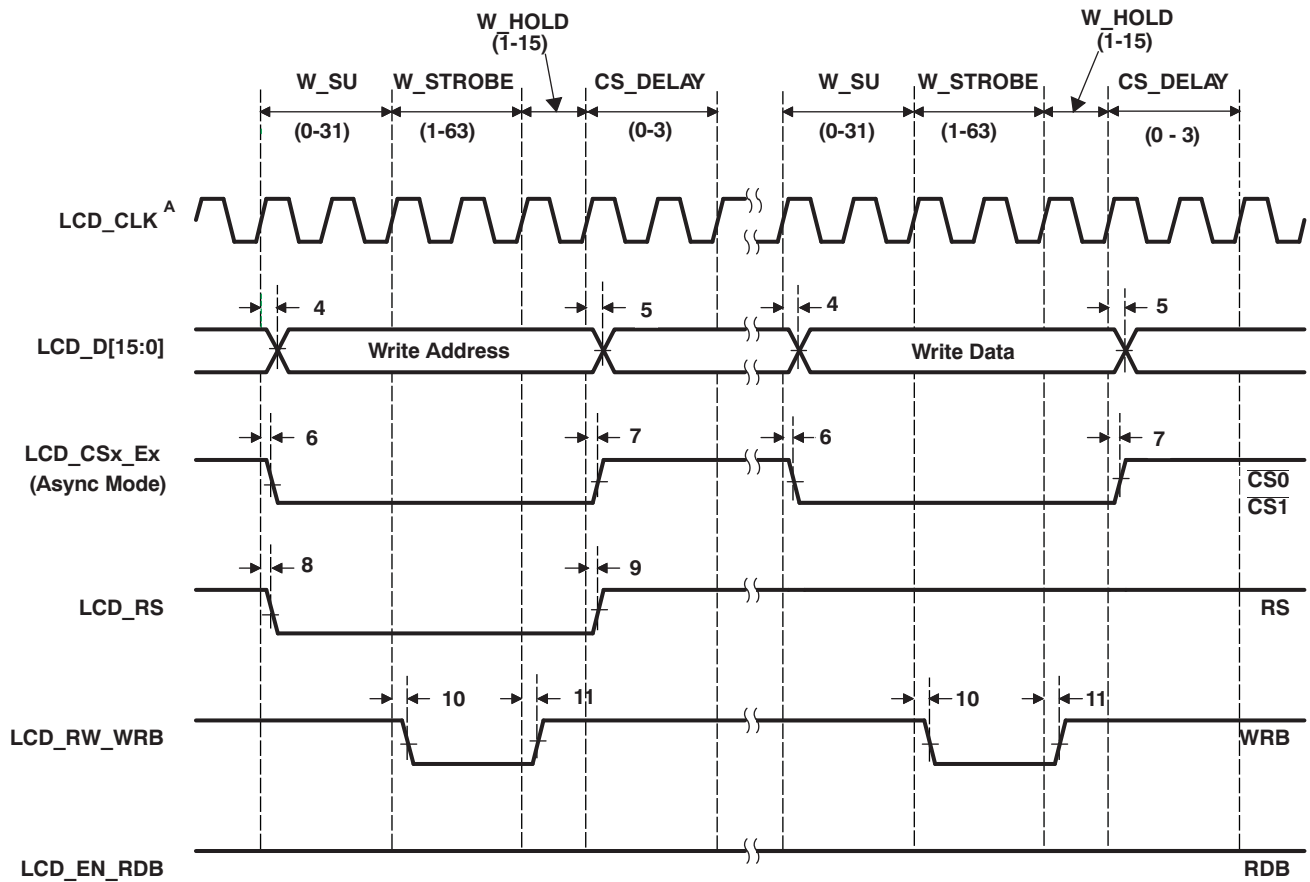 W_HOLD
(1-15)
W_HOLD
(1-15)
W_SU
W_STROBE
CS_DELAY
W_SU
W_STROBE
CS_DELAY
(0-31)
(1-63)
(0-3)
(0-31)
(1-63)
(0 - 3)
LCD_CLK A
4
5
4
5
LCD_D[15:0]
Write Address
Write Data
6
7
6
7
LCD_CSx_Ex
(Async Mode)
CS0
CS1
8
9
LCD_RS
RS
10
11
10
11
LCD_RW_WRB
WRB
LCD_EN_RDB
RDB